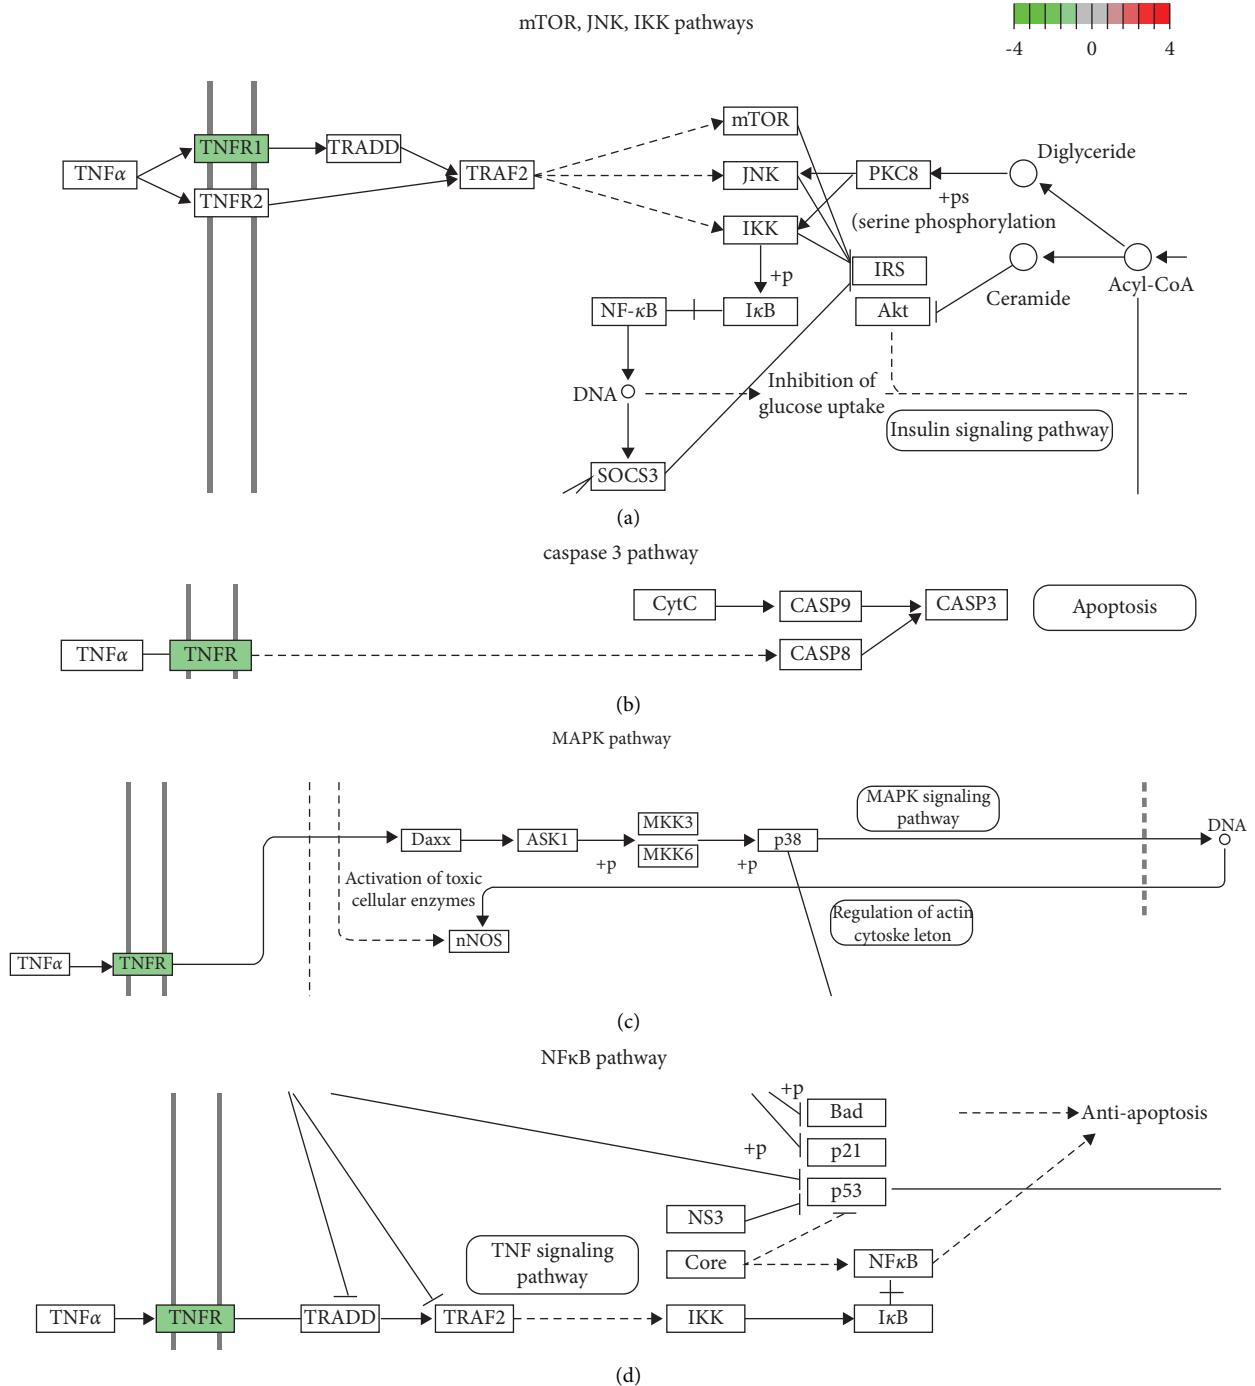 mTOR, JNK, IKK pathways
-4 0 4
mTOR
TNFR1
TRADD
Diglyceride
TNFα
TRAF2
JNK
PKC8
TNFR2
+ps
(serine phosphorylation
IKK
+p
IRS
Ceramide
Acyl-CoA
NF-κB
IκB
Akt
DNA
Inhibition of
glucose uptake
Insulin signaling pathway
SOCS3
(a)
caspase 3 pathway
CytC
CASP9
CASP3
Apoptosis
TNFα
TNFR
CASP8
(b)
MAPK pathway
MAPK signaling
pathway
DNA
Daxx
ASK1
+p
MKK3
MKK6
+p
p38
Activation of toxic
cellular enzymes
nNOS
Regulation of actin
cytoske leton
TNFα
TNFR
(c)
NFκB pathway
+p
Bad
Anti-apoptosis
+p
p21
p53
NS3
TNF signaling
pathway
Core
NFκB
TNFα
TNFR
TRADD
TRAF2
IKK
IκB
(d)